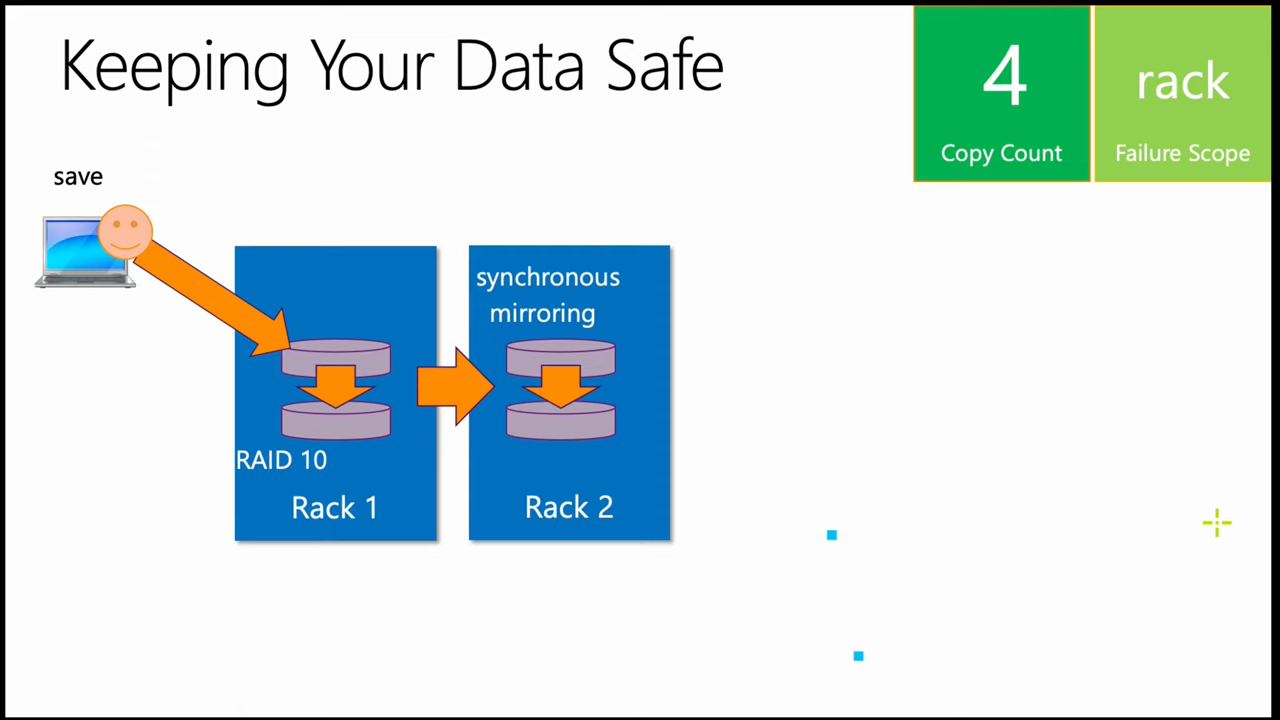 Keeping Your Data Safe
4
Copy Count
rack
Failure Scope
save
synchronous
mirroring
RAID 10
Rack 1
Rack 2